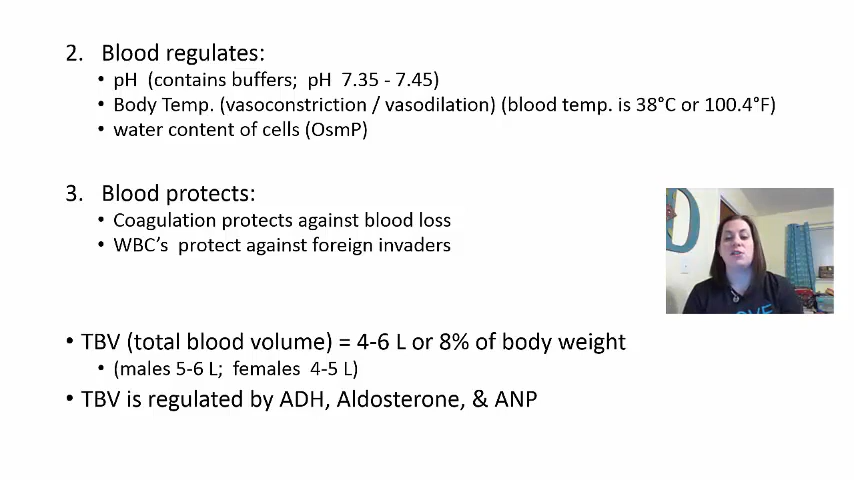 2. Blood regulates:
• pH (contains buffers; pH 7.35 - 7.45)
• Body Temp. (vasoconstriction / vasodilation) (blood temp. is 38°C or 100.4°F)
• water content of cells (OsmP)
3. Blood protects:
• Coagulation protects against blood loss
• WBC's protect against foreign invaders
• TBV (total blood volume) = 4-6 L or 8% of body weight
• (males 5-6 L; females 4-5 L)
• TBV is regulated by ADH, Aldosterone, & ANP